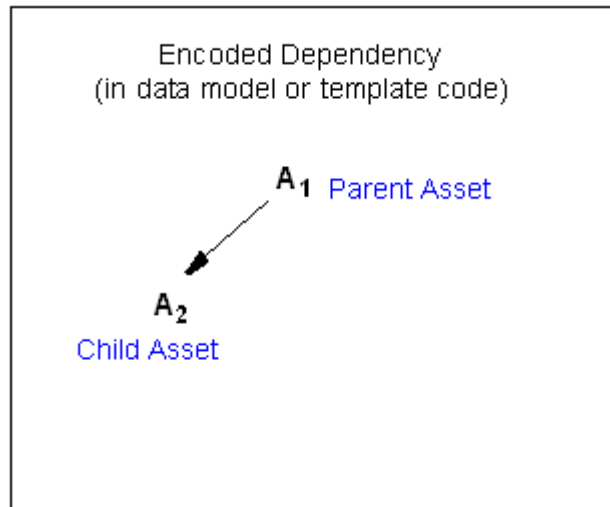 Encoded Dependency
(in data model or template code)
A1 Parent Asset
A2
Child Asset